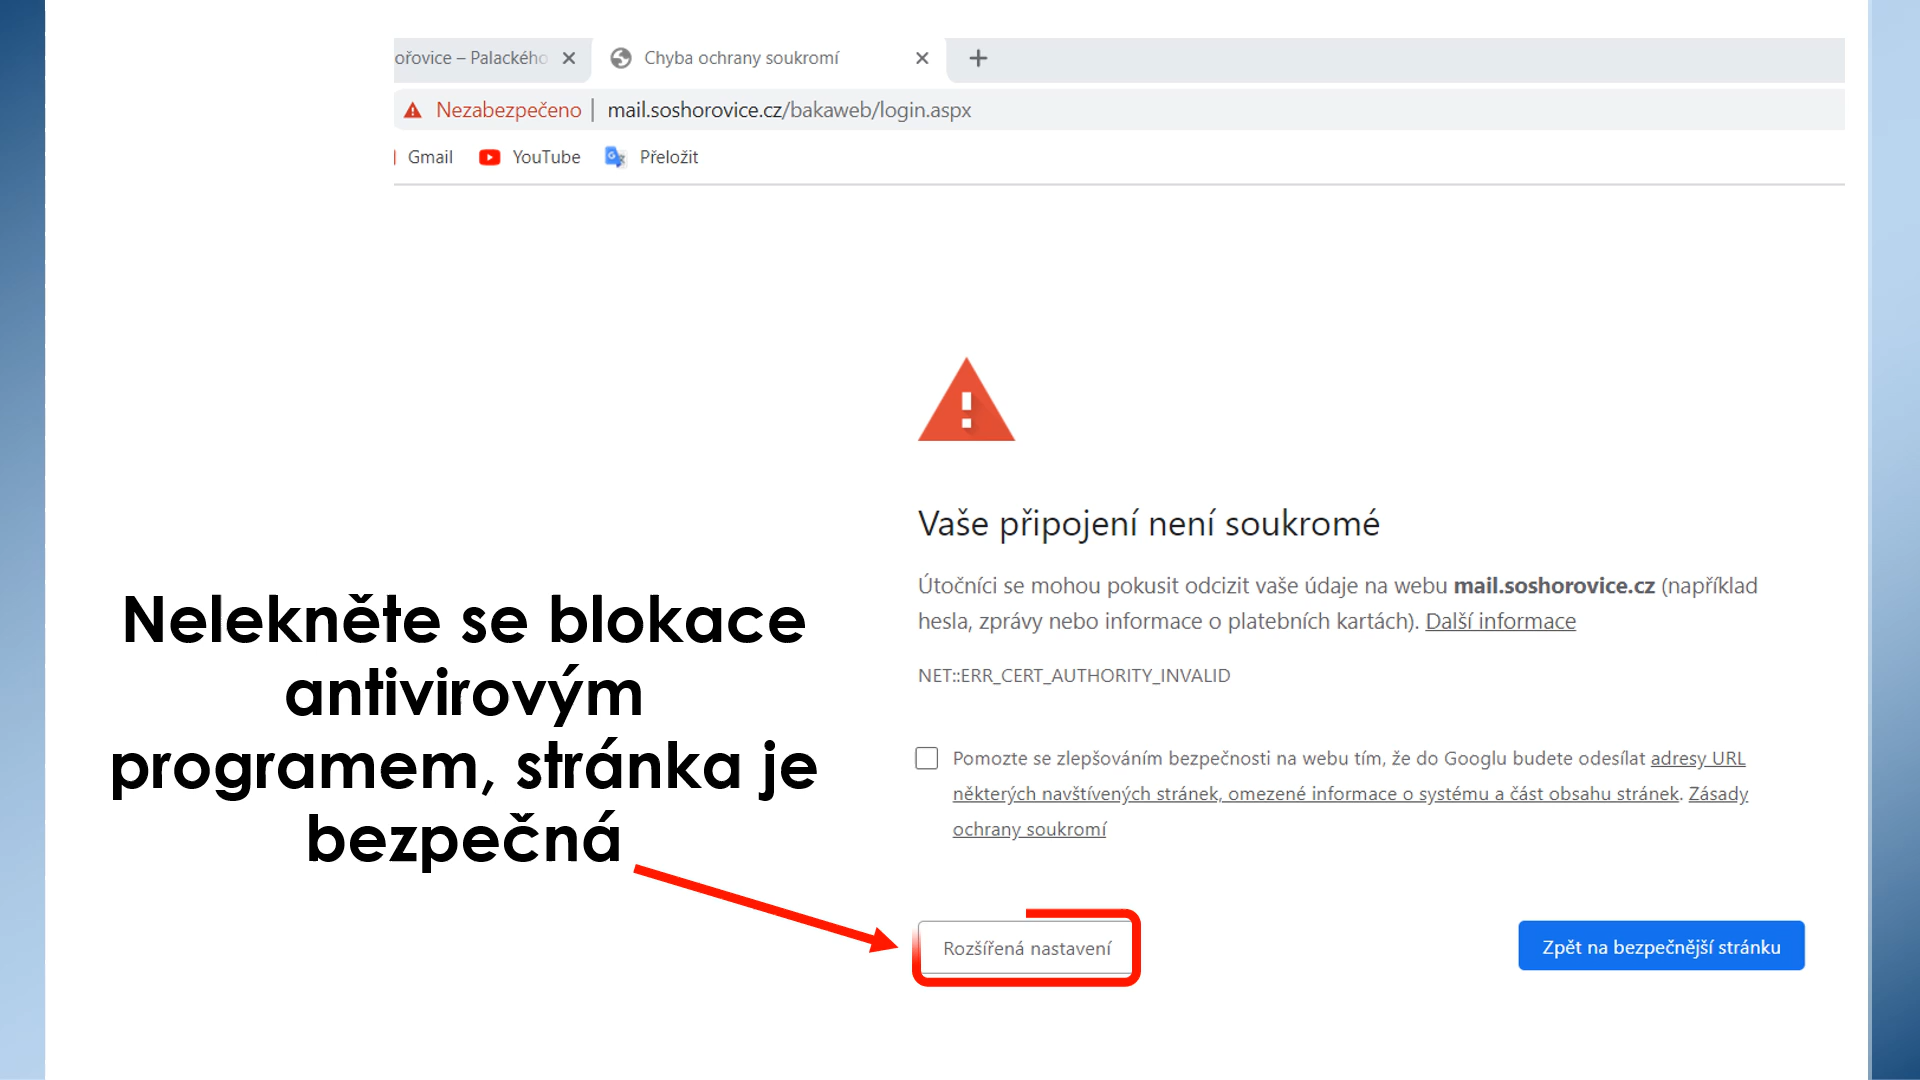 ořovice – Palackého
Chyba ochrany soukromí
Nezabezpečeno | mail.soshorovice.cz/bakaweb/login.aspx
Gmail YouTube Přeložit
Vaše připojení není soukromé
Útočníci se mohou pokusit odcizit vaše údaje na webu mail.soshorovice.cz (například
hesla, zprávy nebo informace o platebních kartách). Další informace
NET::ERR_CERT_AUTHORITY_INVALID
Pomozte se zlepšováním bezpečnosti na webu tím, že do Googlu budete odesílat adresy URL
některých navštívených stránek, omezené informace o systému a část obsahu stránek. Zásady
ochrany soukromí
Nelekněte se blokace
antivirovým
programem, stránka je
bezpečná
Rozšířená nastavení
Zpět na bezpečnější stránku